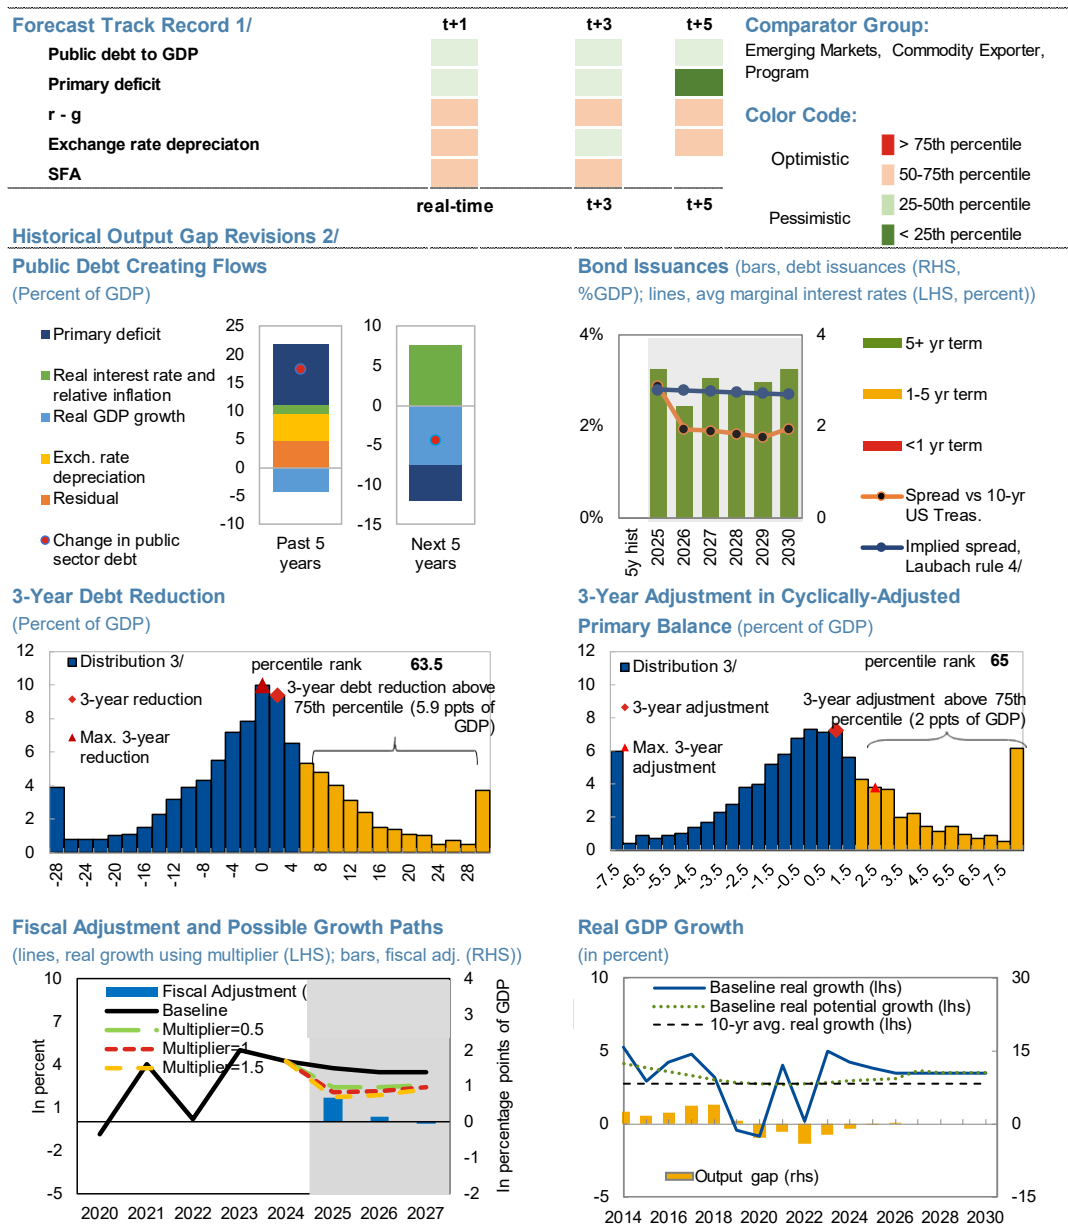 Forecast Track Record 1/ t+1 t+3 t+5
Public debt to GDP
Primary deficit
r - g
Exchange rate depreciaton
SFA
real-time t+3 t+5
Historical Output Gap Revisions 2/
Comparator Group:
Emerging Markets, Commodity Exporter,
Program
Color Code:
Optimistic
> 75th percentile
50-75th percentile
25-50th percentile
Pessimistic
< 25th percentile
Public Debt Creating Flows
(Percent of GDP)
Primary deficit
Real interest rate and
relative inflation
Real GDP growth
Exch. rate
depreciation
Residual
Change in public
sector debt
25
20
15
10
5
0
-5
-10
Past 5
years
10
5
0
-5
-10
-15
Next 5
years
Bond Issuances (bars, debt issuances (RHS,
%GDP); lines, avg marginal interest rates (LHS, percent))
4%
2%
0%
4
2
0
5y hist
2025
2026
2027
2028
2029
2030
5+ yr term
1-5 yr term
<1 yr term
Spread vs 10-yr
US Treas.
Implied spread,
Laubach rule 4/
3-Year Debt Reduction
(Percent of GDP)
12
10
8
6
4
2
0
Distribution 3/
3-year reduction
Max. 3-year
reduction
percentile rank 63.5
3-year debt reduction above
75th percentile (5.9 ppts of
GDP)
-28 -24 -20 -16 -12 -8 -4 0 4 8 12 16 20 24 28
3-Year Adjustment in Cyclically-Adjusted
Primary Balance (percent of GDP)
12
10
8
6
4
2
0
Distribution 3/
3-year adjustment
Max. 3-year
adjustment
percentile rank 65
3-year adjustment above 75th
percentile (2 ppts of GDP)
-7.5 -6.5 -5.5 -4.5 -3.5 -2.5 -1.5 -0.5 0.5 1.5 2.5 3.5 4.5 5.5 6.5 7.5
Fiscal Adjustment and Possible Growth Paths
(lines, real growth using multiplier (LHS); bars, fiscal adj. (RHS))
In percent
10
7
4
1
-2
-5
Fiscal Adjustment (
Baseline
Multiplier=0.5
Multiplier=1
Multiplier=1.5
4
3
2
1
0
-1
-2
In percentage points of GDP
2020 2021 2022 2023 2024 2025 2026 2027
Real GDP Growth
(in percent)
10
5
0
-5
Baseline real growth (lhs)
Baseline real potential growth (lhs)
10-yr avg. real growth (lhs)
Output gap (rhs)
30
15
0
-15
2014 2016 2018 2020 2022 2024 2026 2028 2030